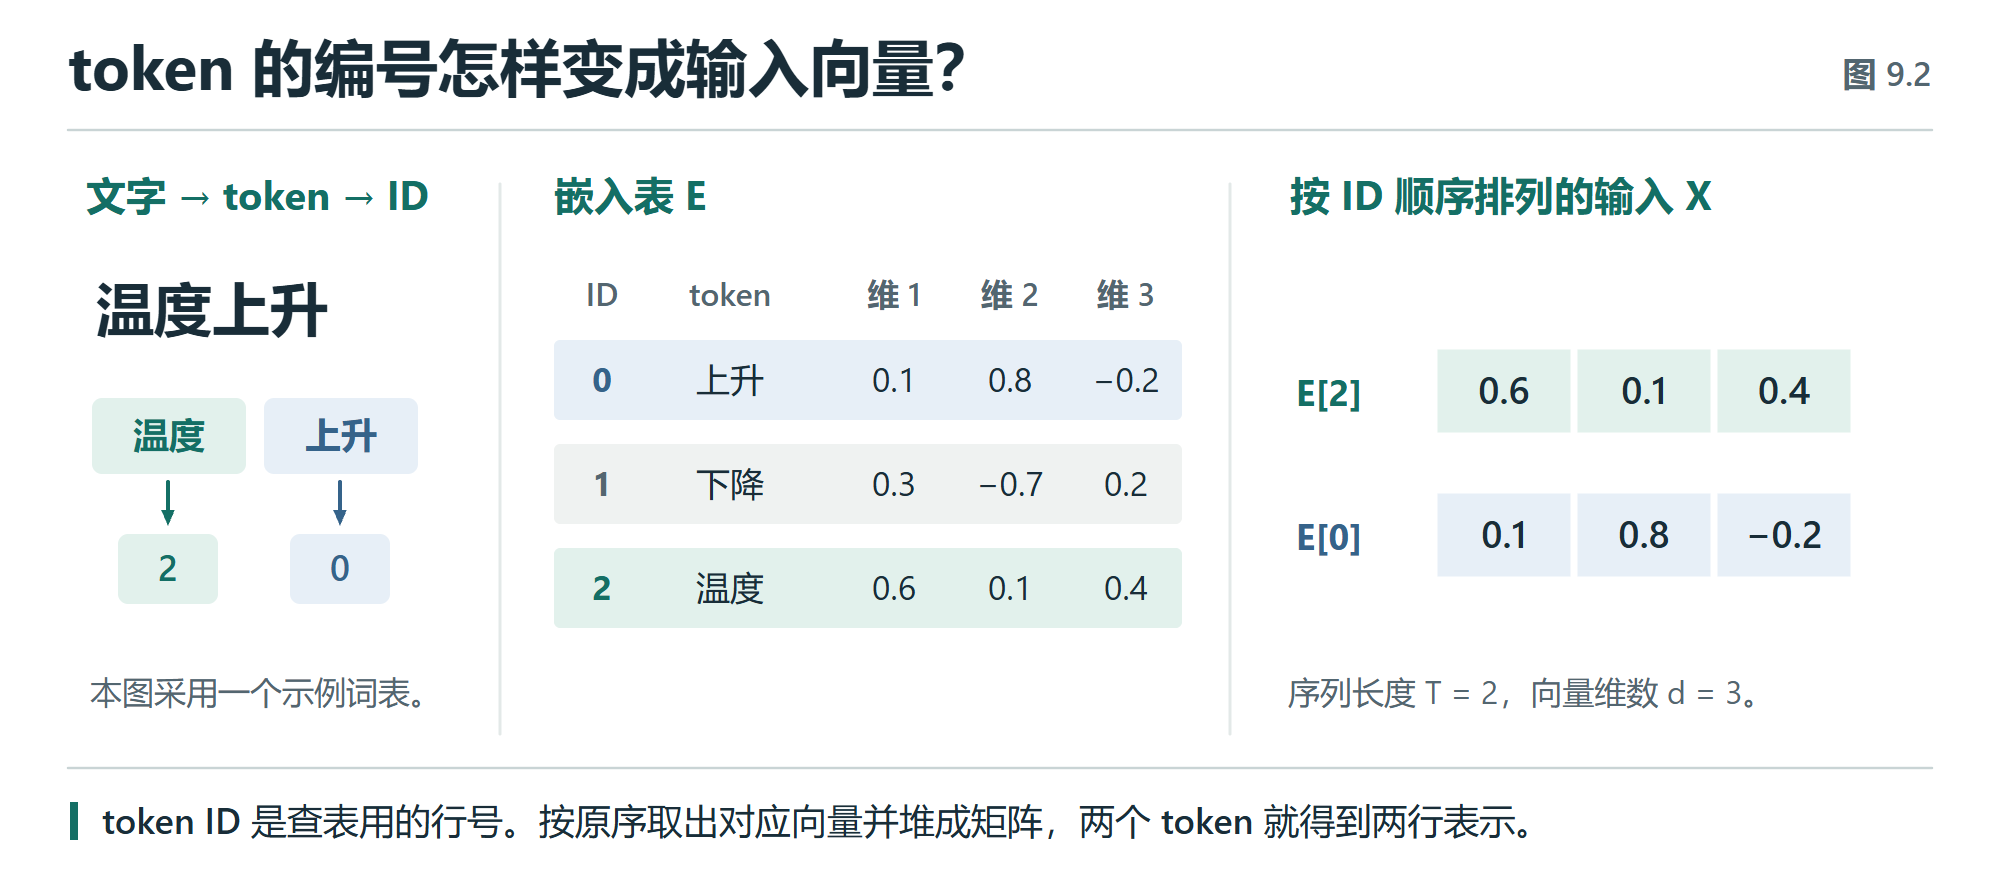 token 的编号怎样变成输入向量？
图 9.2
文字 → token → ID
温度上升
温度 上升
2 0
本图采用一个示例词表。
嵌入表 E
ID token 维 1 维 2 维 3
0 上升 0.1 0.8 −0.2
1 下降 0.3 −0.7 0.2
2 温度 0.6 0.1 0.4
按 ID 顺序排列的输入 X
E[2] 0.6 0.1 0.4
E[0] 0.1 0.8 −0.2
序列长度 T = 2，向量维数 d = 3。
token ID 是查表用的行号。按原序取出对应向量并堆成矩阵，两个 token 就得到两行表示。